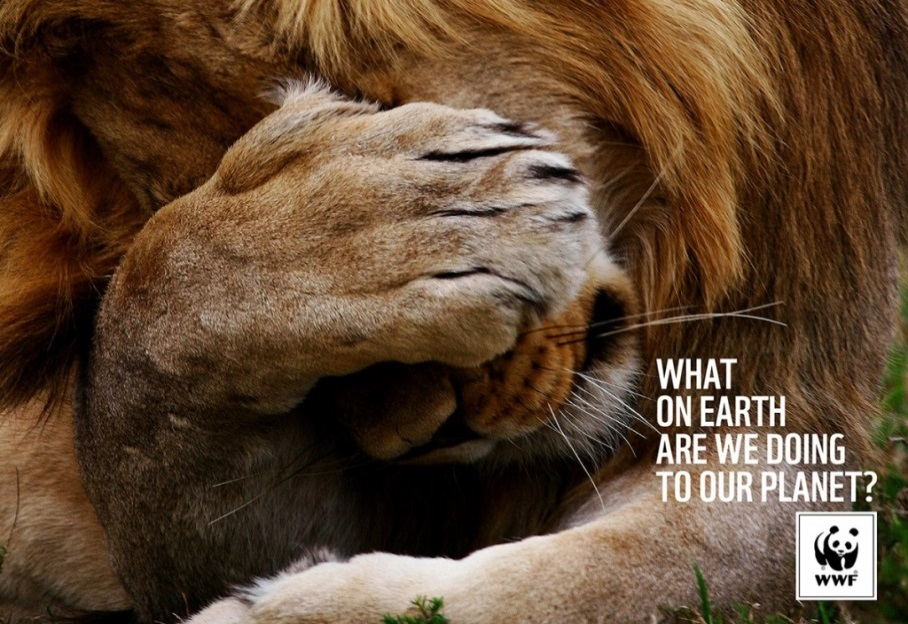 WHAT
ON EARTH
ARE WE DOING
TO OUR PLANET?
WWF